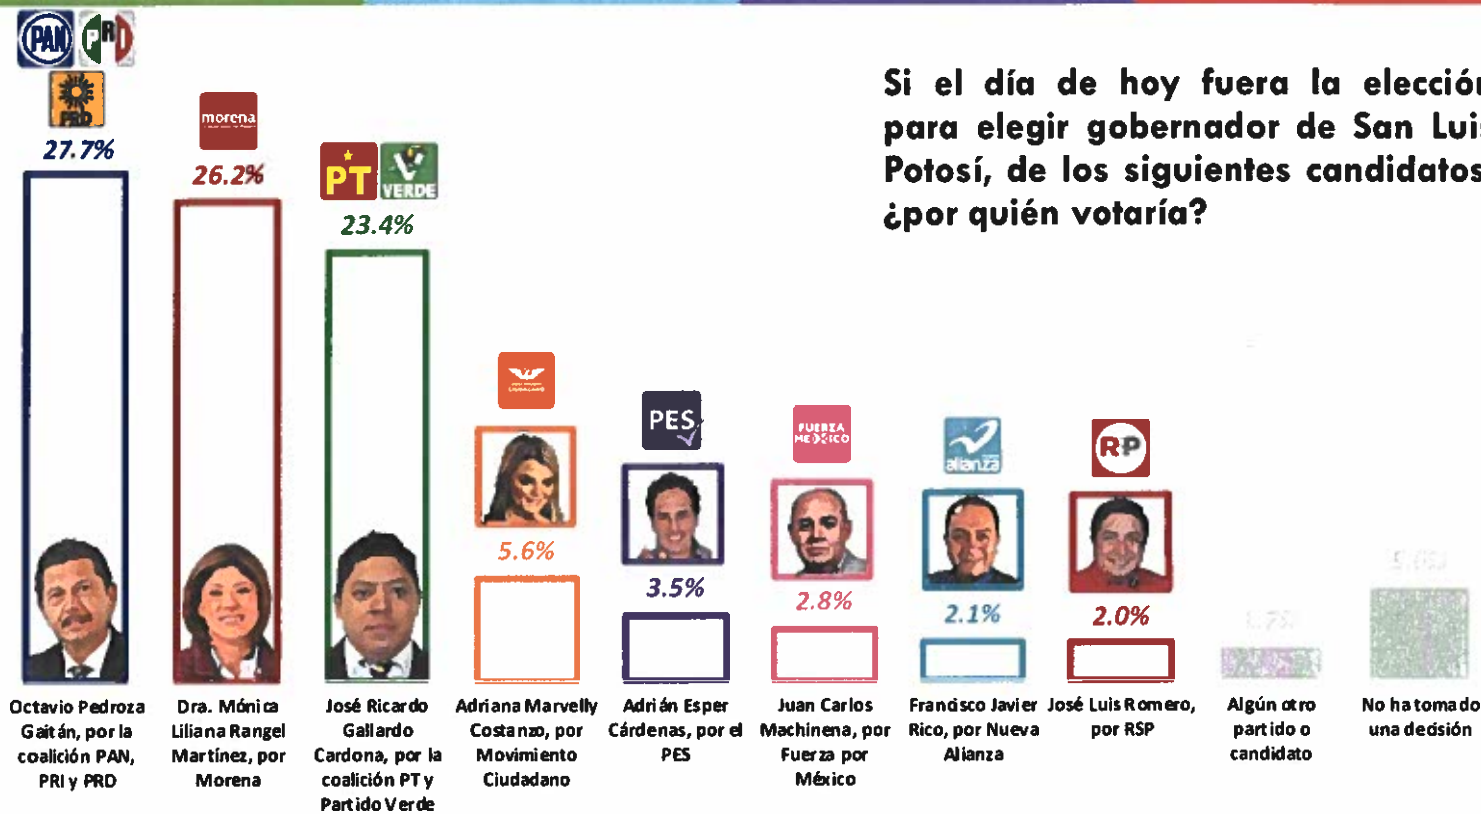 PAN PRD
PRD
27.7%
morena
26.2%
PT VERDE
23.4%
Si el día de hoy fuera la elección
para elegir gobernador de San Luis
Potosí, de los siguientes candidatos
¿por quién votaría?
5.6%
PES
3.5%
FUERZA
MEXICO
2.8%
alianza
2.1%
RSP
2.0%
Octavio Pedroza
Gaitán, por la
coalición PAN,
PRI y PRD
Dra. Mónica
Liliana Rangel
Martínez, por
Morena
José Ricardo
Gallardo
Cardona, por la
coalición PT y
Partido Verde
Adriana Marvelly
Costanzo, por
Movimiento
Ciudadano
Adrián Esper
Cárdenas, por el
PES
Juan Carlos
Machinena, por
Fuerza por
México
Francisco Javier
Rico, por Nueva
Alianza
José Luis Romero,
por RSP
Algún otro
partido o
candidato
No ha tomado
una decisión